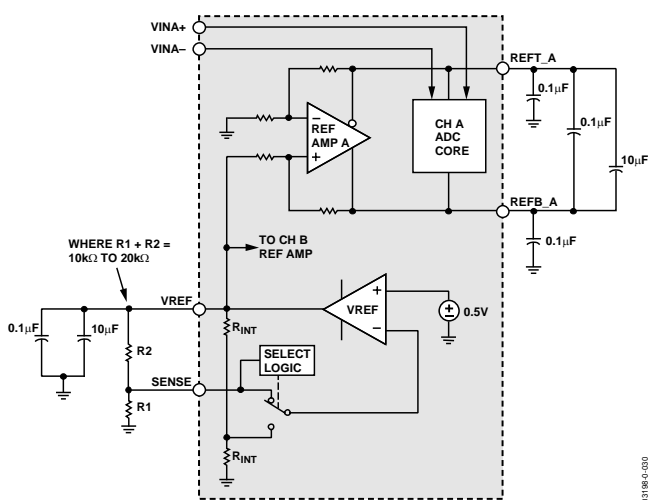 VINA+
VINA–
REFT_A
0.1μF
0.1μF
10μF
REF
AMP A
–
+
CH A
ADC
CORE
REFB_A
0.1μF
WHERE R1 + R2 =
10kΩ TO 20kΩ
TO CH B
REF AMP
VREF
0.1μF
10μF
R2
RINT
VREF
+
–
0.5V
SELECT
LOGIC
SENSE
R1
RINT
03198-0-030